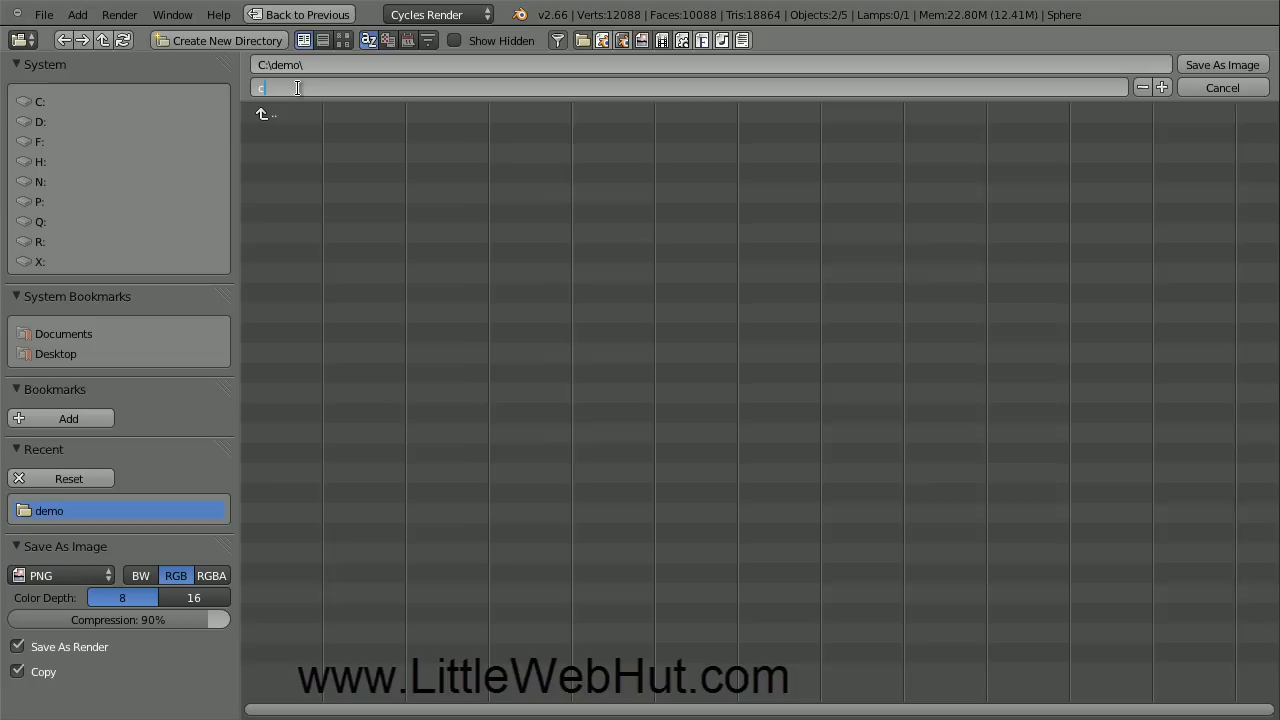 File Add Render Window Help Back to Previous Cycles Render v2.66 | Verts:12088 | Faces:10088 | Tris:18864 | Objects:2/5 | Lamps:0/1 | Mem:22.80M (12.41M) | Sphere
Create New Directory Show Hidden
System
C:
D:
F:
H:
N:
P:
Q:
R:
X:
System Bookmarks
Documents
Desktop
Bookmarks
Add
Recent
Reset
demo
Save As Image
PNG BW RGB RGBA
Color Depth: 8 16
Compression: 90%
Save As Render
Copy
C:\demo\ Save As Image
c Cancel
..
www.LittleWebHut.com